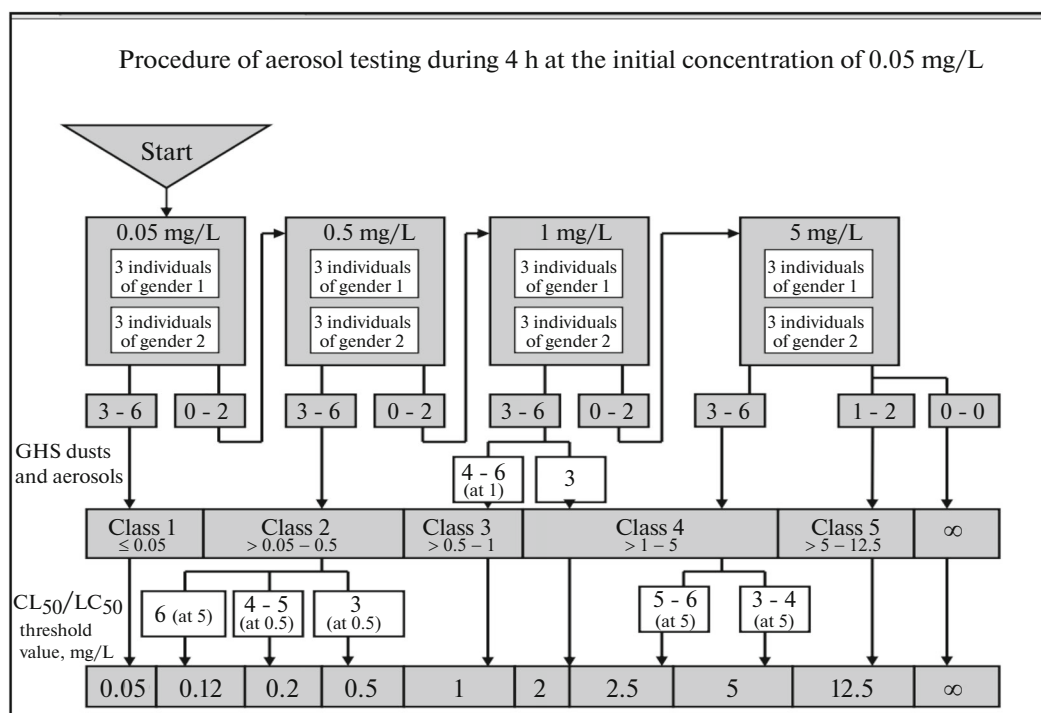 Procedure of aerosol testing during 4 h at the initial concentration of 0.05 mg/L
Start
0.05 mg/L
3 individuals
of gender 1
3 individuals
of gender 2
0.5 mg/L
3 individuals
of gender 1
3 individuals
of gender 2
1 mg/L
3 individuals
of gender 1
3 individuals
of gender 2
5 mg/L
3 individuals
of gender 1
3 individuals
of gender 2
3 - 6
0 - 2
3 - 6
0 - 2
3 - 6
0 - 2
3 - 6
1 - 2
0 - 0
GHS dusts
and aerosols
4 - 6
(at 1)
3
Class 1
≤ 0.05
Class 2
> 0.05 – 0.5
Class 3
> 0.5 – 1
Class 4
> 1 – 5
Class 5
> 5 – 12.5
∞
CL50/LC50
threshold
value, mg/L
6 (at 5)
4 - 5
(at 0.5)
3
(at 0.5)
5 - 6
(at 5)
3 - 4
(at 5)
0.05
0.12
0.2
0.5
1
2
2.5
5
12.5
∞